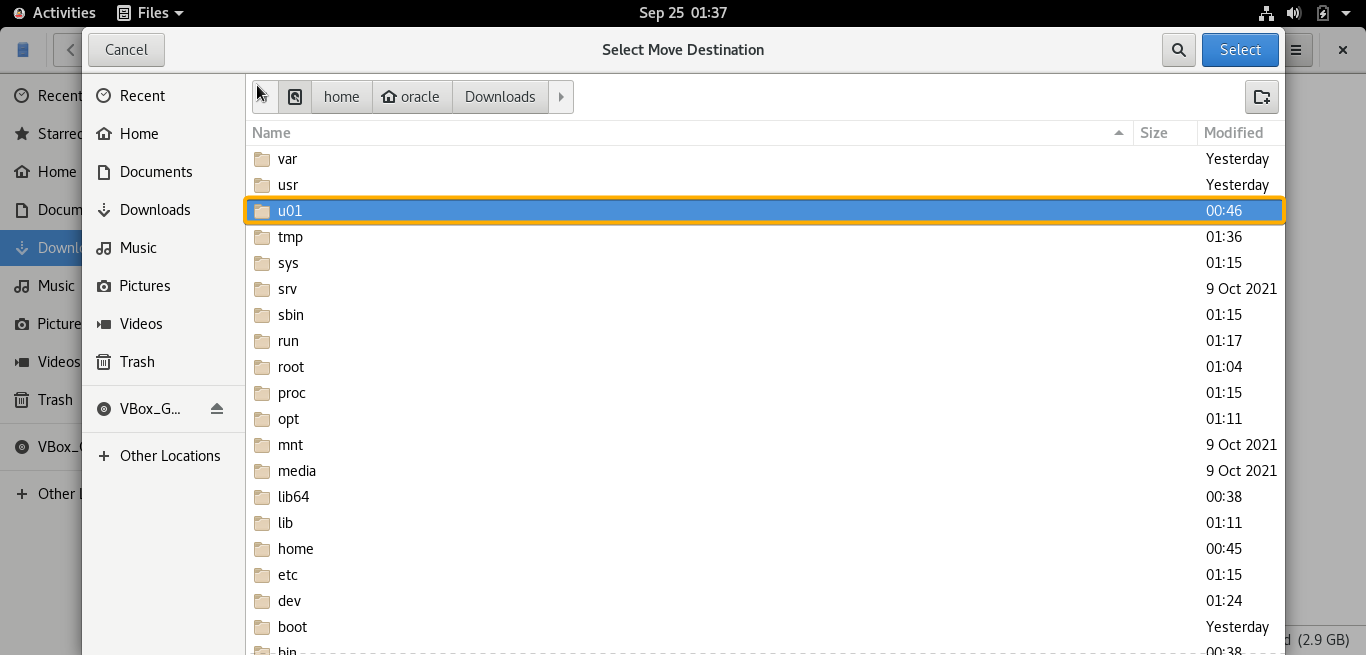 Activities Files Sep 25 01:37
Cancel Select Move Destination Select
Recent
Starred
Home
Docum
Downl
Music
Picture
Videos
Trash
VBox_
Other
Recent
Home
Documents
Downloads
Music
Pictures
Videos
Trash
VBox_G...
Other Locations
home oracle Downloads
Name Size Modified
var Yesterday
usr Yesterday
u01 00:46
tmp 01:36
sys 01:15
srv 9 Oct 2021
sbin 01:15
run 01:17
root 01:04
proc 01:15
opt 01:11
mnt 9 Oct 2021
media 9 Oct 2021
lib64 00:38
lib 01:11
home 00:45
etc 01:15
dev 01:24
boot Yesterday
bin 00:38
d (2.9 GB)